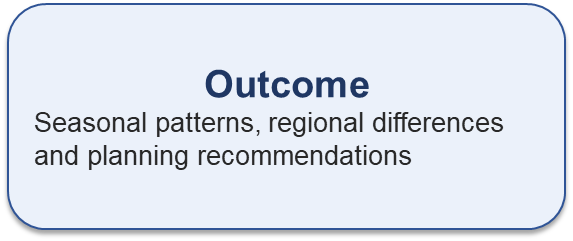 Outcome
Seasonal patterns, regional differences
and planning recommendations